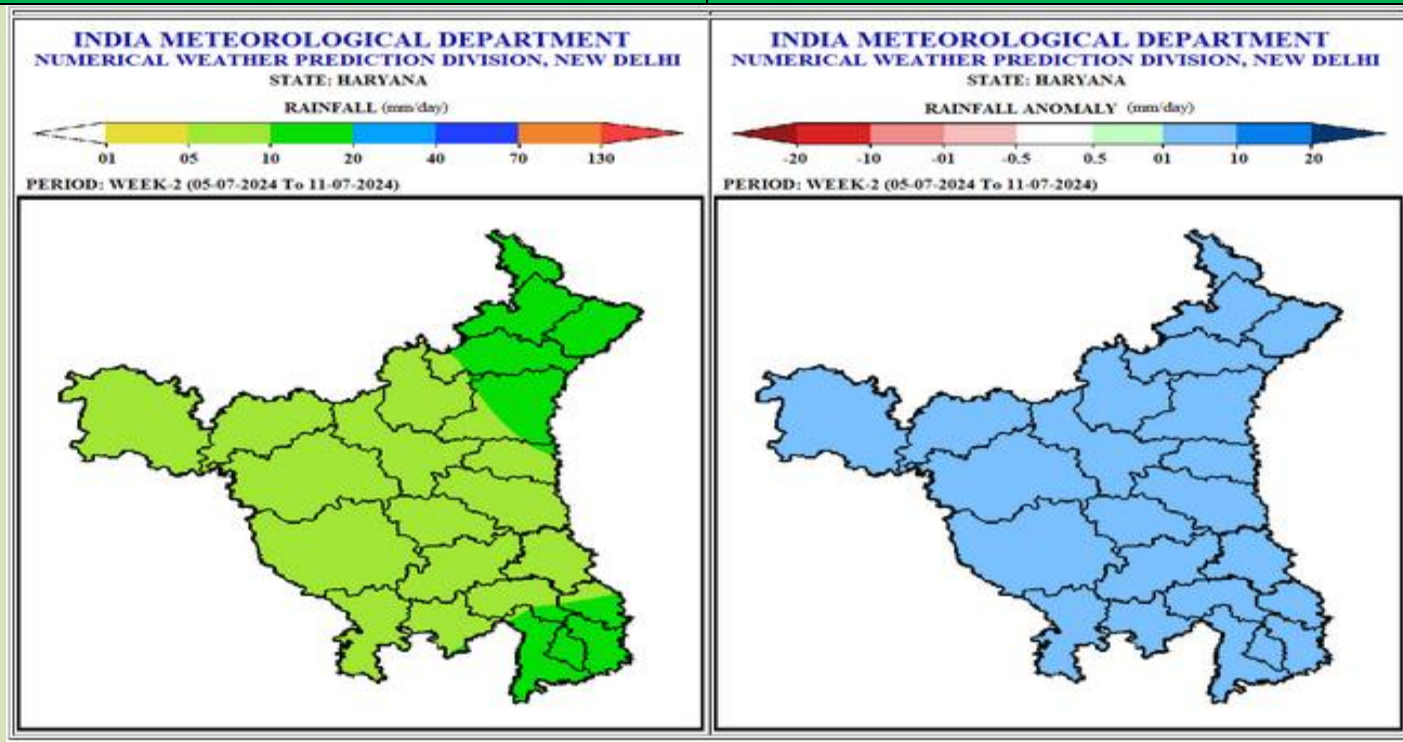 INDIA METEOROLOGICAL DEPARTMENT
NUMERICAL WEATHER PREDICTION DIVISION, NEW DELHI
STATE: HARYANA
RAINFALL (mm/day)
01 05 10 20 40 70 130
PERIOD: WEEK-2 (05-07-2024 To 11-07-2024)
INDIA METEOROLOGICAL DEPARTMENT
NUMERICAL WEATHER PREDICTION DIVISION, NEW DELHI
STATE: HARYANA
RAINFALL ANOMALY (mm/day)
-20 -10 -01 -0.5 0.5 01 10 20
PERIOD: WEEK-2 (05-07-2024 To 11-07-2024)